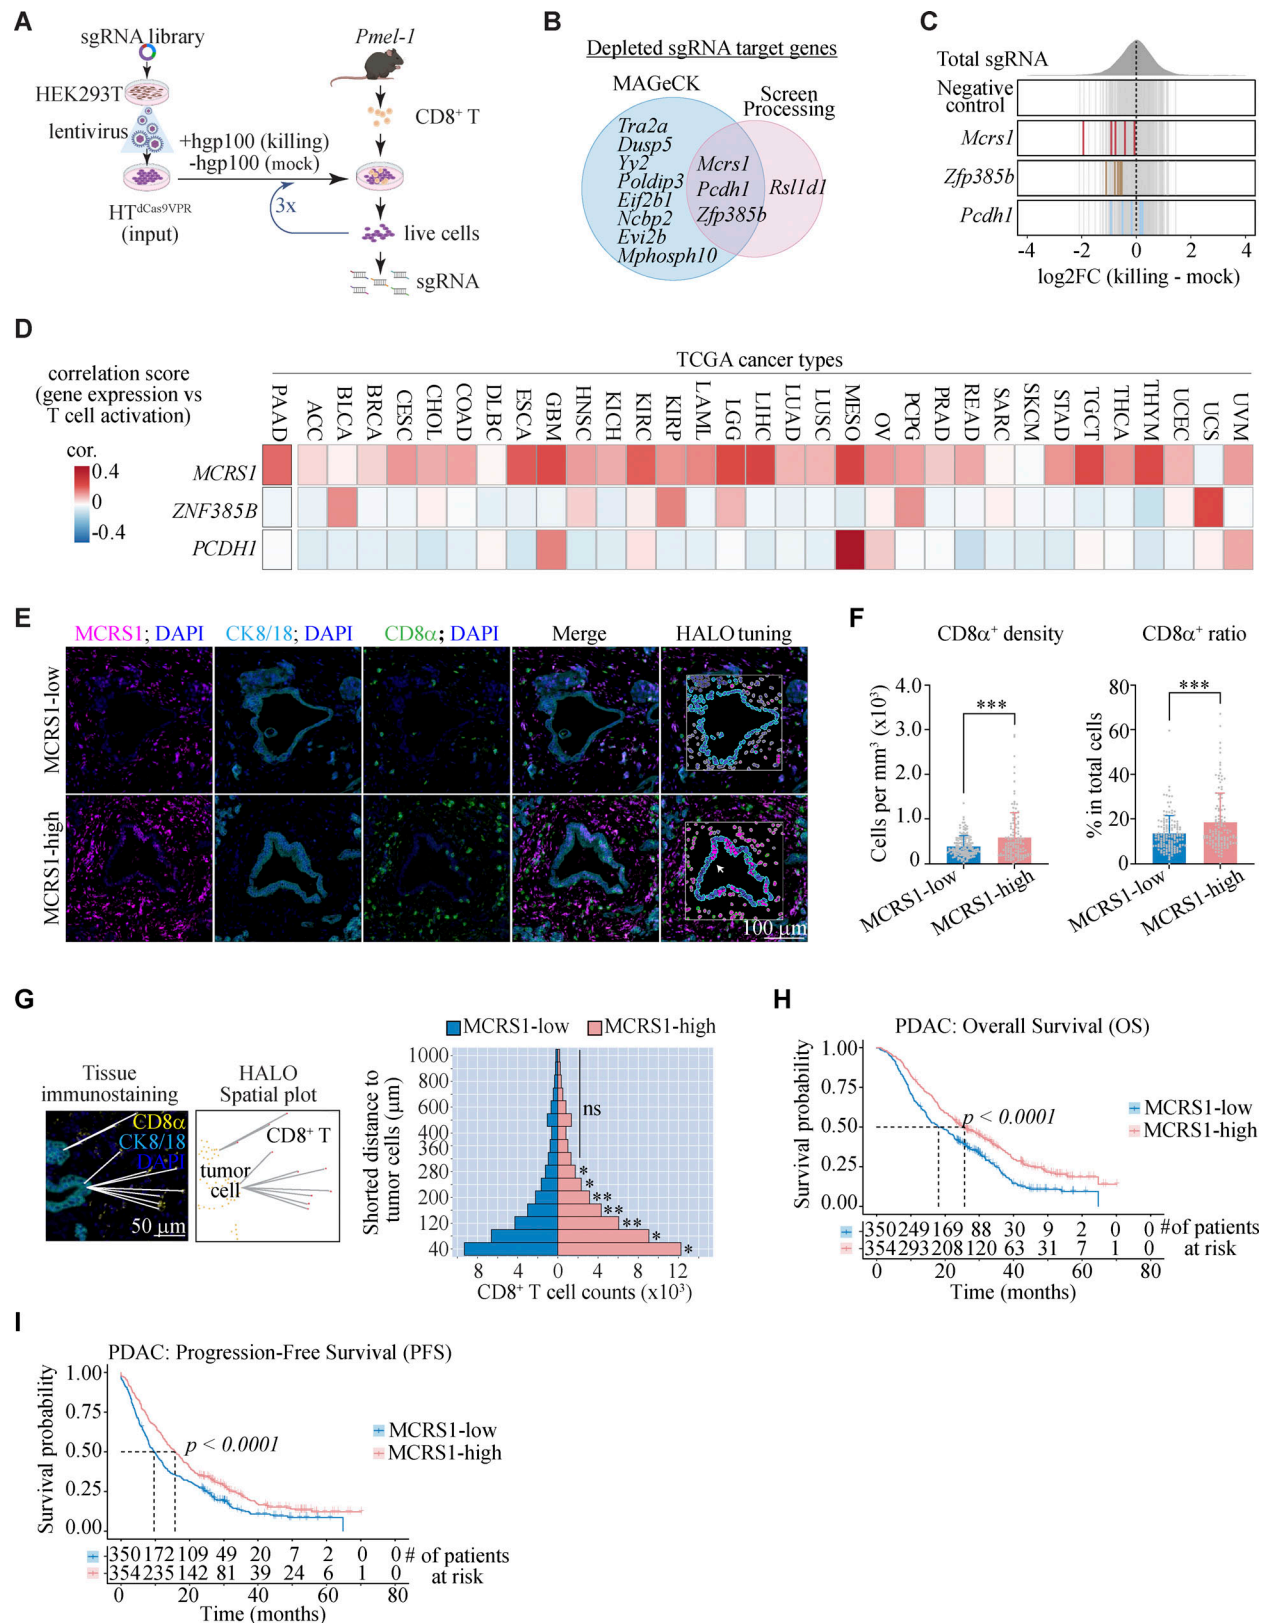 A
sgRNA library
HEK293T
lentivirus
HT^dCas9VPR
(input)
+hgp100 (killing)
-hgp100 (mock)
3x
Pmel-1
CD8⁺ T
live cells
sgRNA
B
Depleted sgRNA target genes
MAGeCK
Screen
Processing
Tra2a
Dusp5
Yy2
Poldip3
Eif2b1
Ncbp2
Evi2b
Mphosph10
Mcrs1
Pcdh1
Zfp385b
Rsl1d1
C
Total sgRNA
Negative
control
Mcrs1
Zfp385b
Pcdh1
-4 -2 0 2 4
log2FC (killing - mock)
D
TCGA cancer types
correlation score
(gene expression vs
T cell activation)
cor.
0.4
0
-0.4
PAAD ACC BLCA BRCA CESC CHOL COAD DLBC ESCA GBM HNSC KICH KIRC KIRP LAML LGG LIHC LUAD LUSC MESO OV PCPG PRAD READ SARC SKCM STAD TGCT THCA THYM UCEC UCS UVM
MCRS1
ZNF385B
PCDH1
E
MCRS1; DAPI CK8/18; DAPI CD8α; DAPI Merge HALO tuning
MCRS1-low
MCRS1-high
100 µm
F
CD8α⁺ density
Cells per mm³ (x10³)
4.0
3.0
2.0
1.0
0
***
MCRS1-low
MCRS1-high
CD8α⁺ ratio
% in total cells
80
60
40
20
0
***
MCRS1-low
MCRS1-high
G
Tissue
immunostaining
CD8α
CK8/18
DAPI
50 µm
HALO
Spatial plot
CD8⁺ T
tumor
cell
MCRS1-low MCRS1-high
Shorted distance to
tumor cells (µm)
1000
800
600
400
360
280
200
120
40
ns
*
*
**
**
**
*
*
8 4 0 4 8 12
CD8⁺ T cell counts (x10³)
H
PDAC: Overall Survival (OS)
Survival probability
1.00
0.75
0.50
0.25
0.00
p < 0.0001
MCRS1-low
MCRS1-high
350 249 169 88 30 9 2 0 0
354 293 208 120 63 31 7 1 0
# of patients
at risk
0 20 40 60 80
Time (months)
I
PDAC: Progression-Free Survival (PFS)
Survival probability
1.00
0.75
0.50
0.25
0.00
p < 0.0001
MCRS1-low
MCRS1-high
350 172 109 49 20 7 2 0 0
354 235 142 81 39 24 6 1 0
# of patients
at risk
0 20 40 60 80
Time (months)